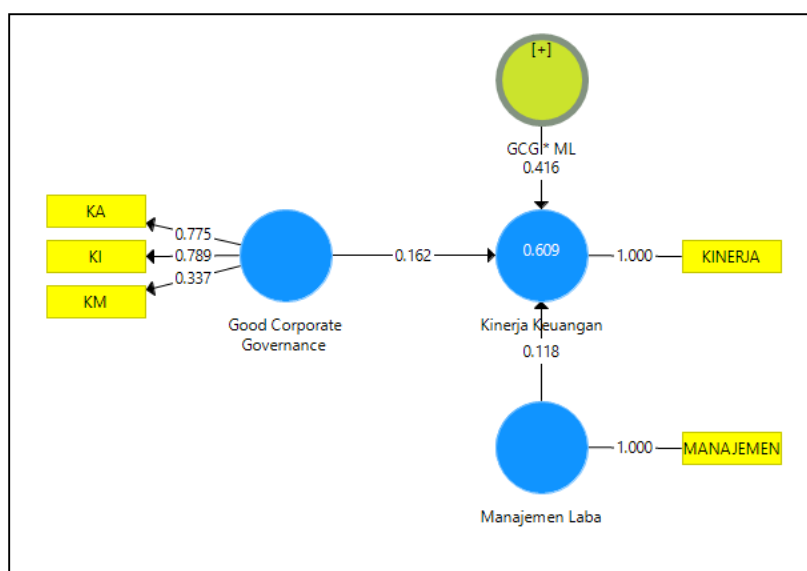 [+]
GCG * ML
0.416
KA
0.775
KI
0.789
KM
0.337
Good Corporate
Governance
0.162
0.609
Kinerja Keuangan
1.000
KINERJA
0.118
1.000
MANAJEMEN
Manajemen Laba